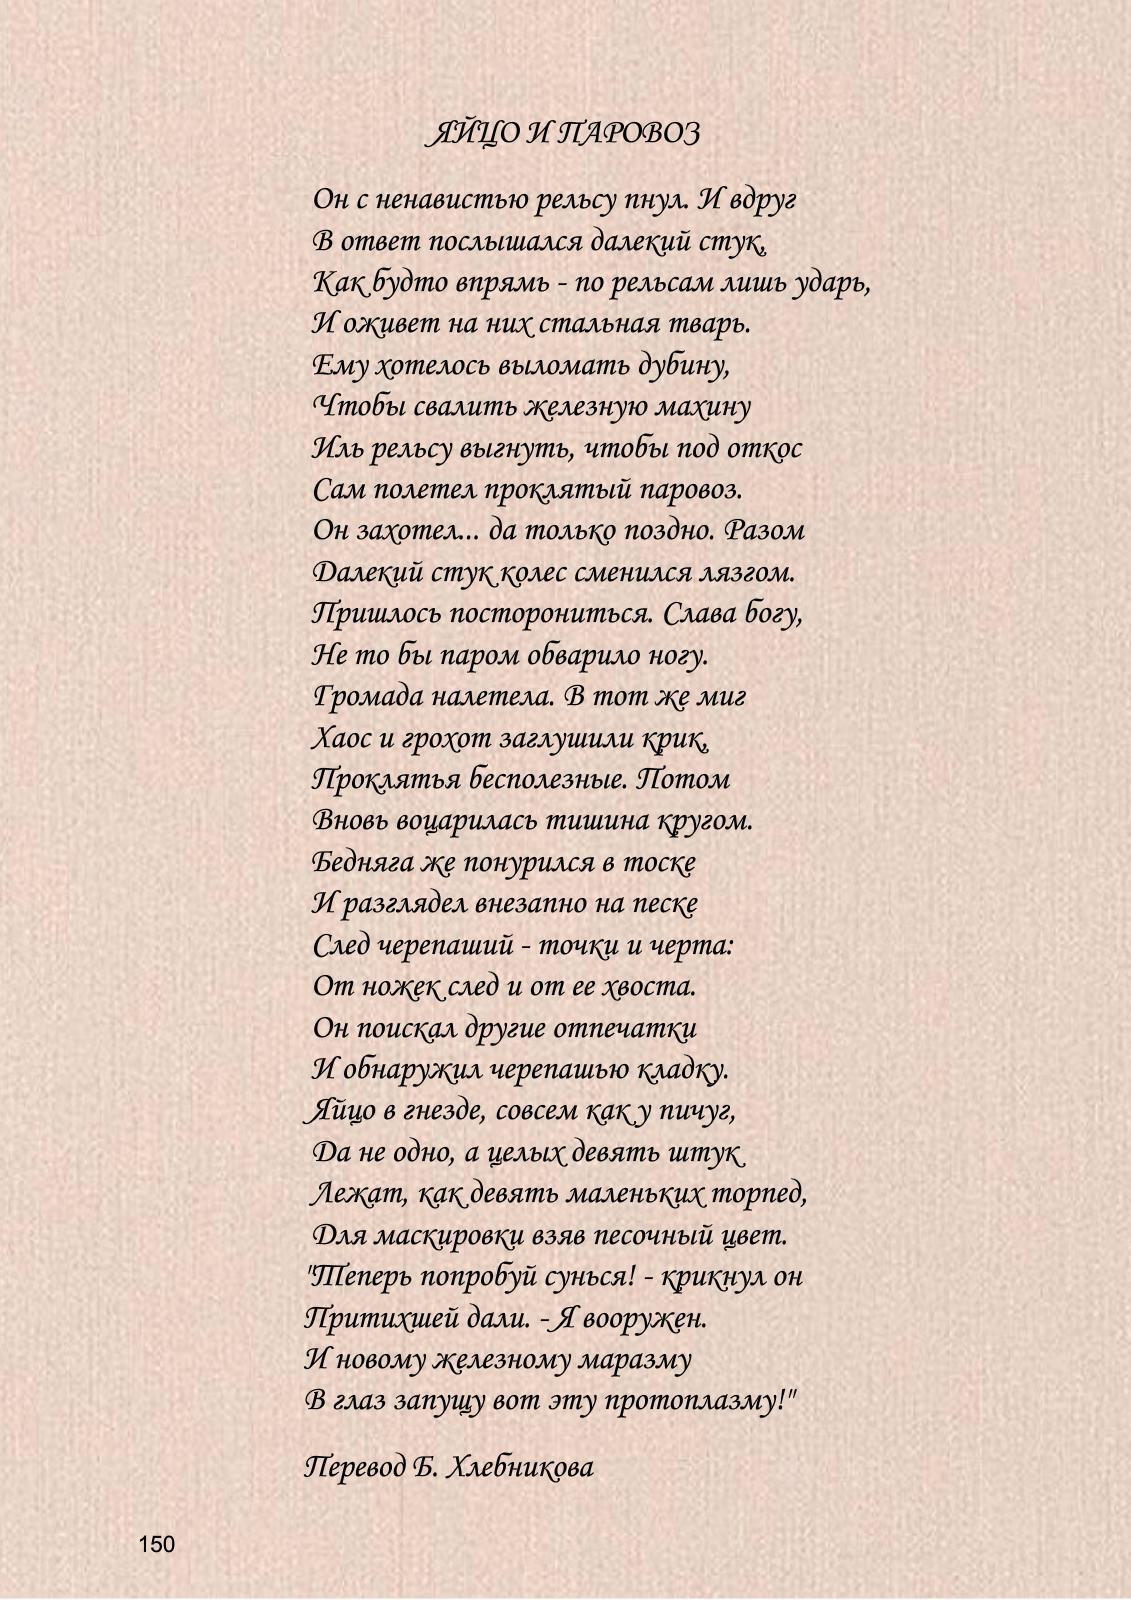 ЯЙЦО И ПАРОВОЗ
Он с ненавистью рельсу пнул. И вдруг
В ответ послышался далекий стук,
Как будто впрямь - по рельсам лишь ударь,
И оживет на них стальная тварь.
Ему хотелось выломать дубину,
Чтобы свалить железную махину
Иль рельсу выгнуть, чтобы под откос
Сам полетел проклятый паровоз.
Он захотел... да только поздно. Разом
Далекий стук колес сменился лязгом.
Пришлось посторониться. Слава богу,
Не то бы паром обварило ногу.
Громада налетела. В тот же миг
Хаос и грохот заглушили крик,
Проклятья бесполезные. Потом
Вновь воцарилась тишина кругом.
Бедняга же понурился в тоске
И разглядел внезапно на песке
След черепаший - точки и черта:
От ножек след и от ее хвоста.
Он поискал другие отпечатки
И обнаружил черепашью кладку.
Яйцо в гнезде, совсем как у пичуг,
Да не одно, а целых девять штук
Лежат, как девять маленьких торпед,
Для маскировки взяв песочный цвет.
"Теперь попробуй сунься! - крикнул он
Притихшей дали. - Я вооружен.
И новому железному маразму
В глаз запущу вот эту протоплазму!"
Перевод Б. Хлебникова
150